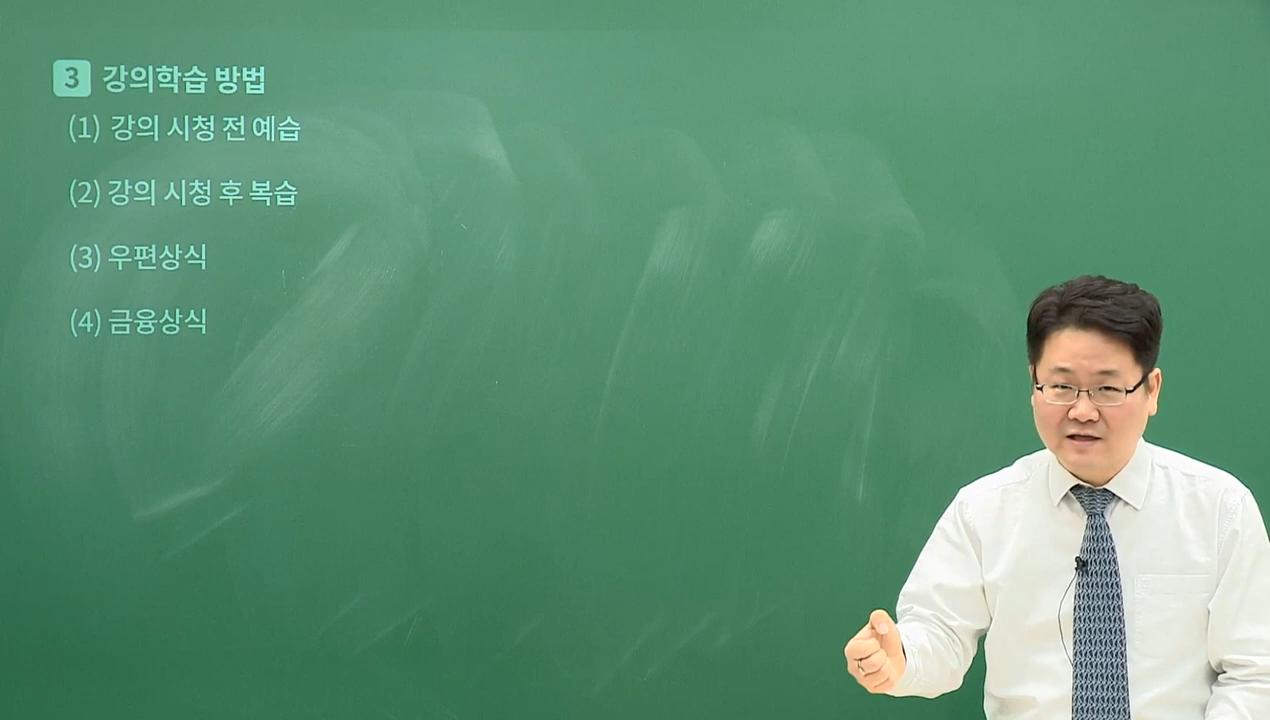 3 강의학습 방법
(1) 강의 시청 전 예습
(2) 강의 시청 후 복습
(3) 우편상식
(4) 금융상식